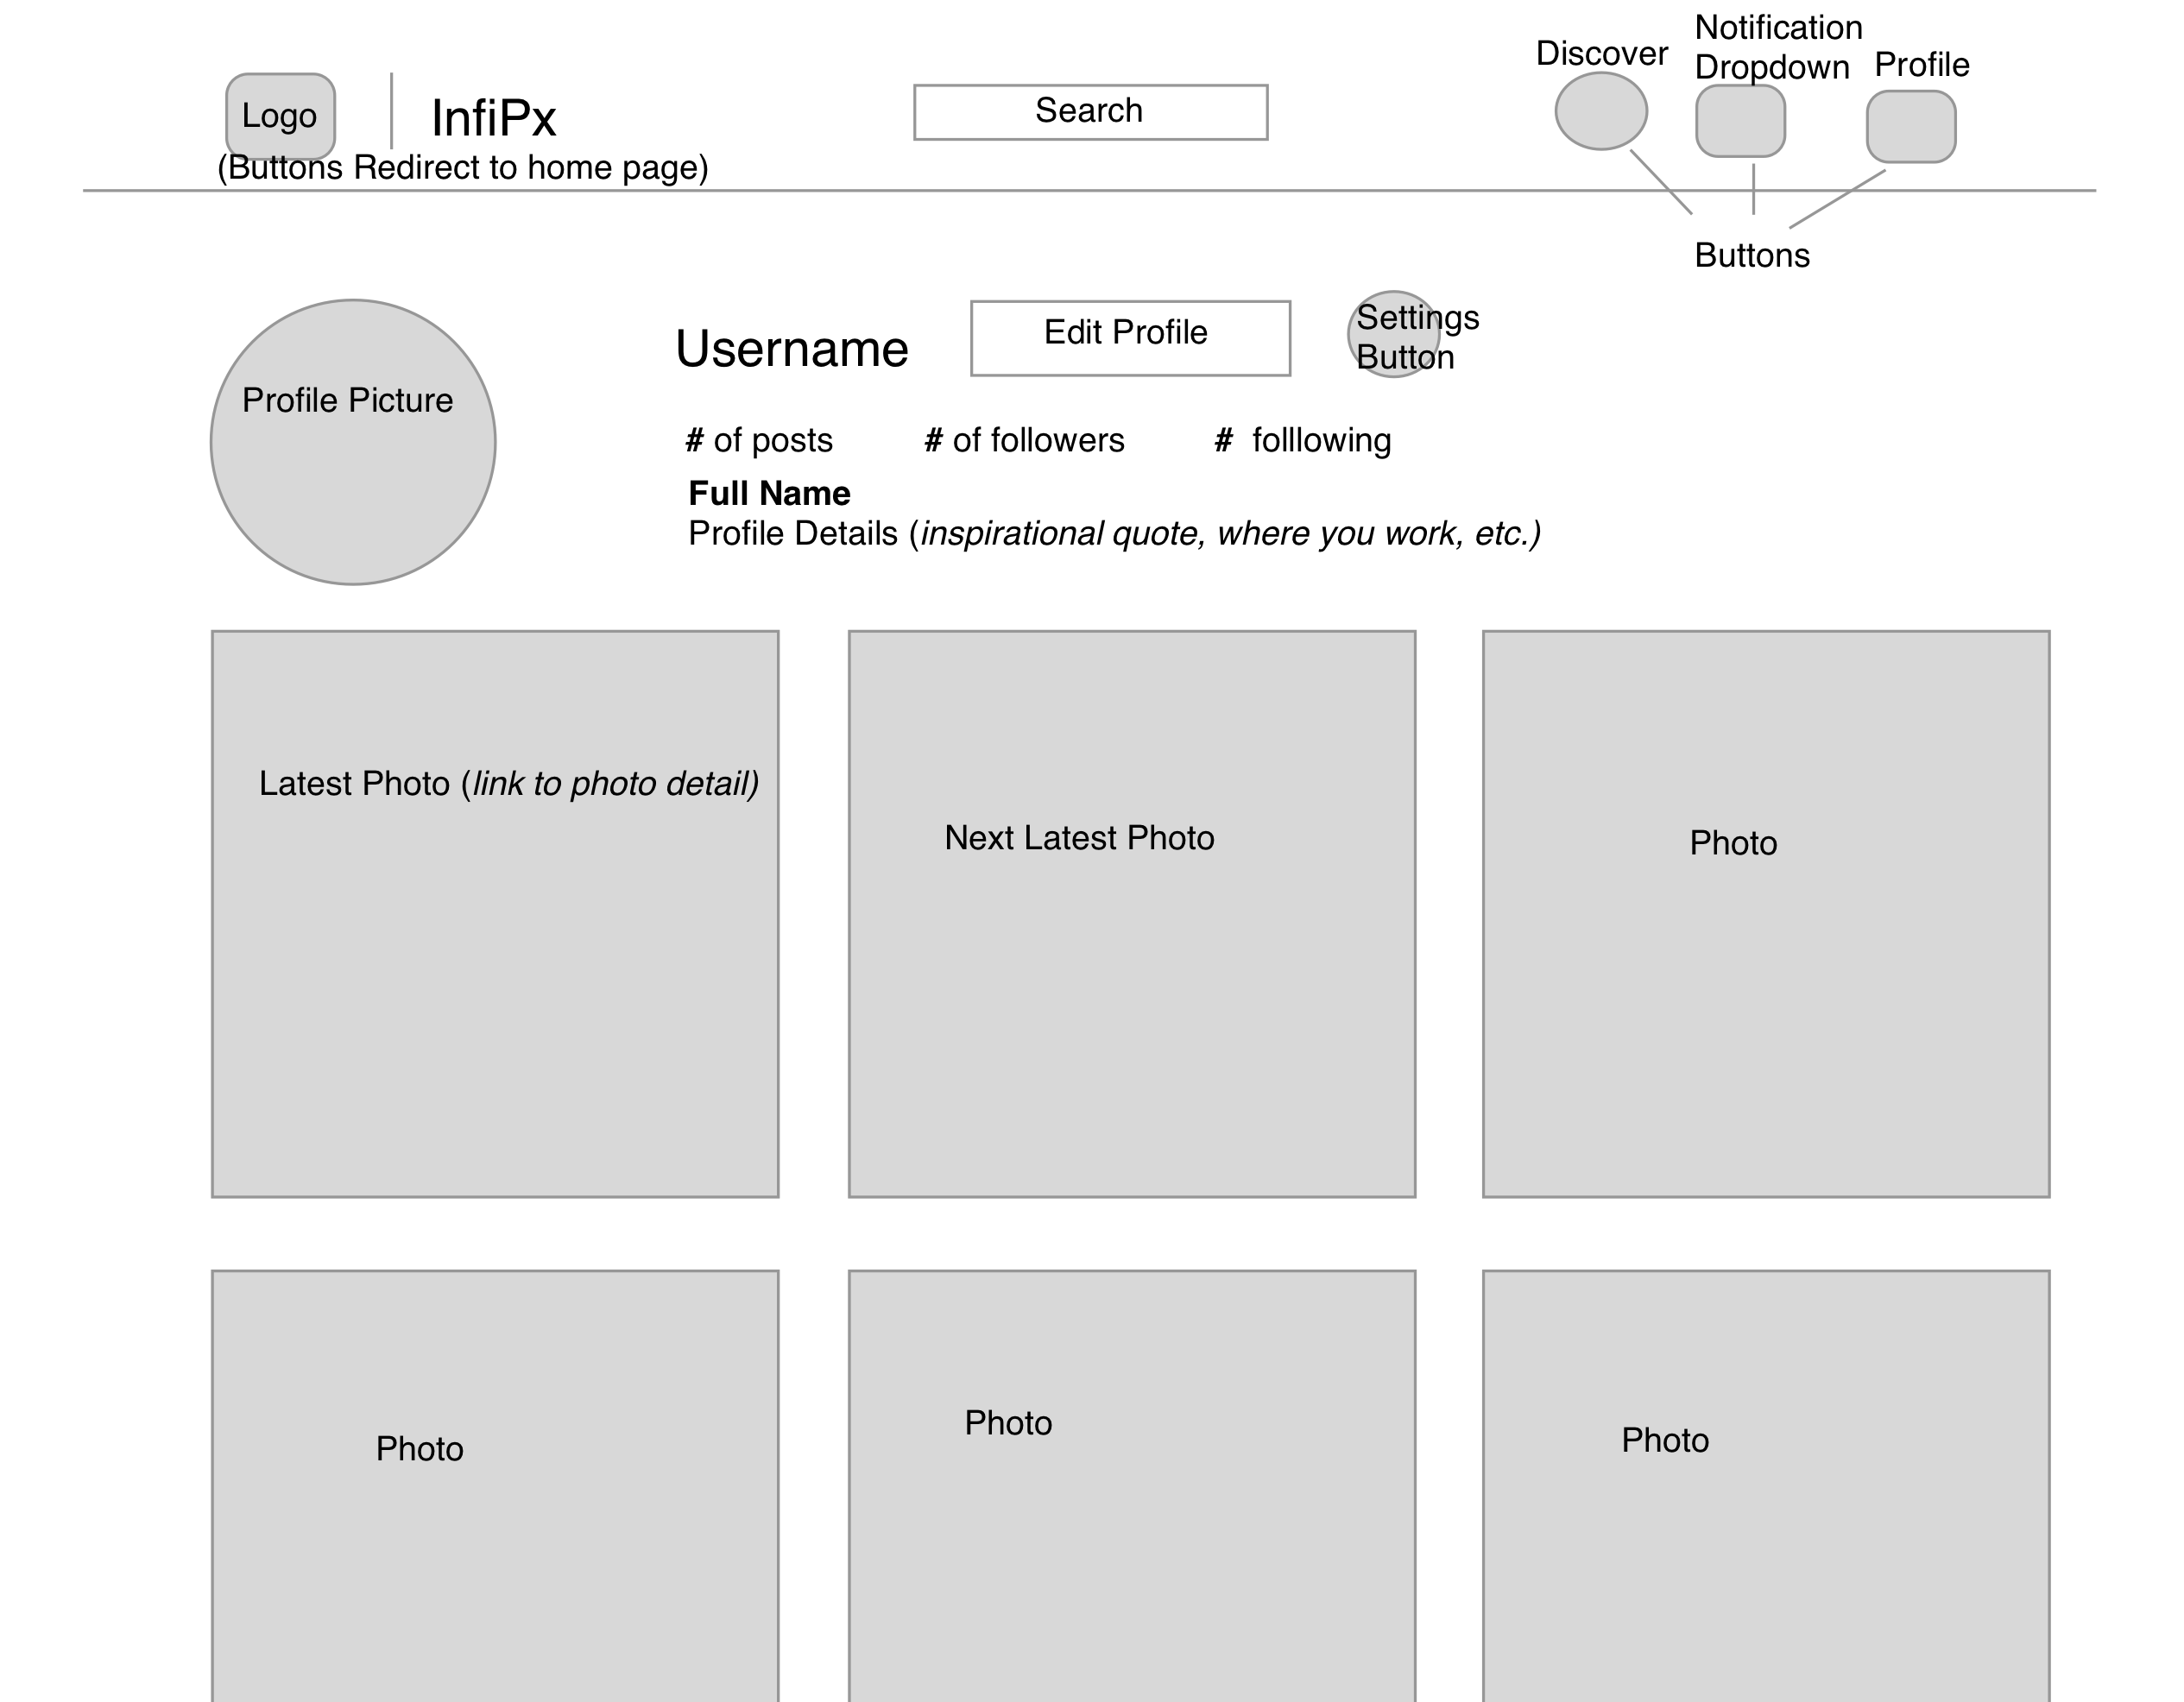 Notification
Discover
Dropdown
Profile
Logo
InfiPx
Search
(Buttons Redirect to home page)
Buttons
Settings
Button
Edit Profile
Username
Profile Picture
# of posts
# of followers
# folllowing
Full Name
Profile Details (inspirational quote, where you work, etc.)
Latest Photo (link to photo detail)
Next Latest Photo
Photo
Photo
Photo
Photo